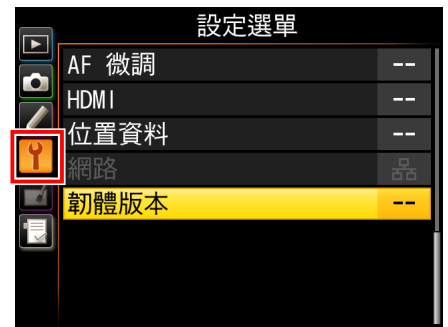 設定選單
AF 微調 --
HDMI --
位置資料 --
網路
韌體版本 --